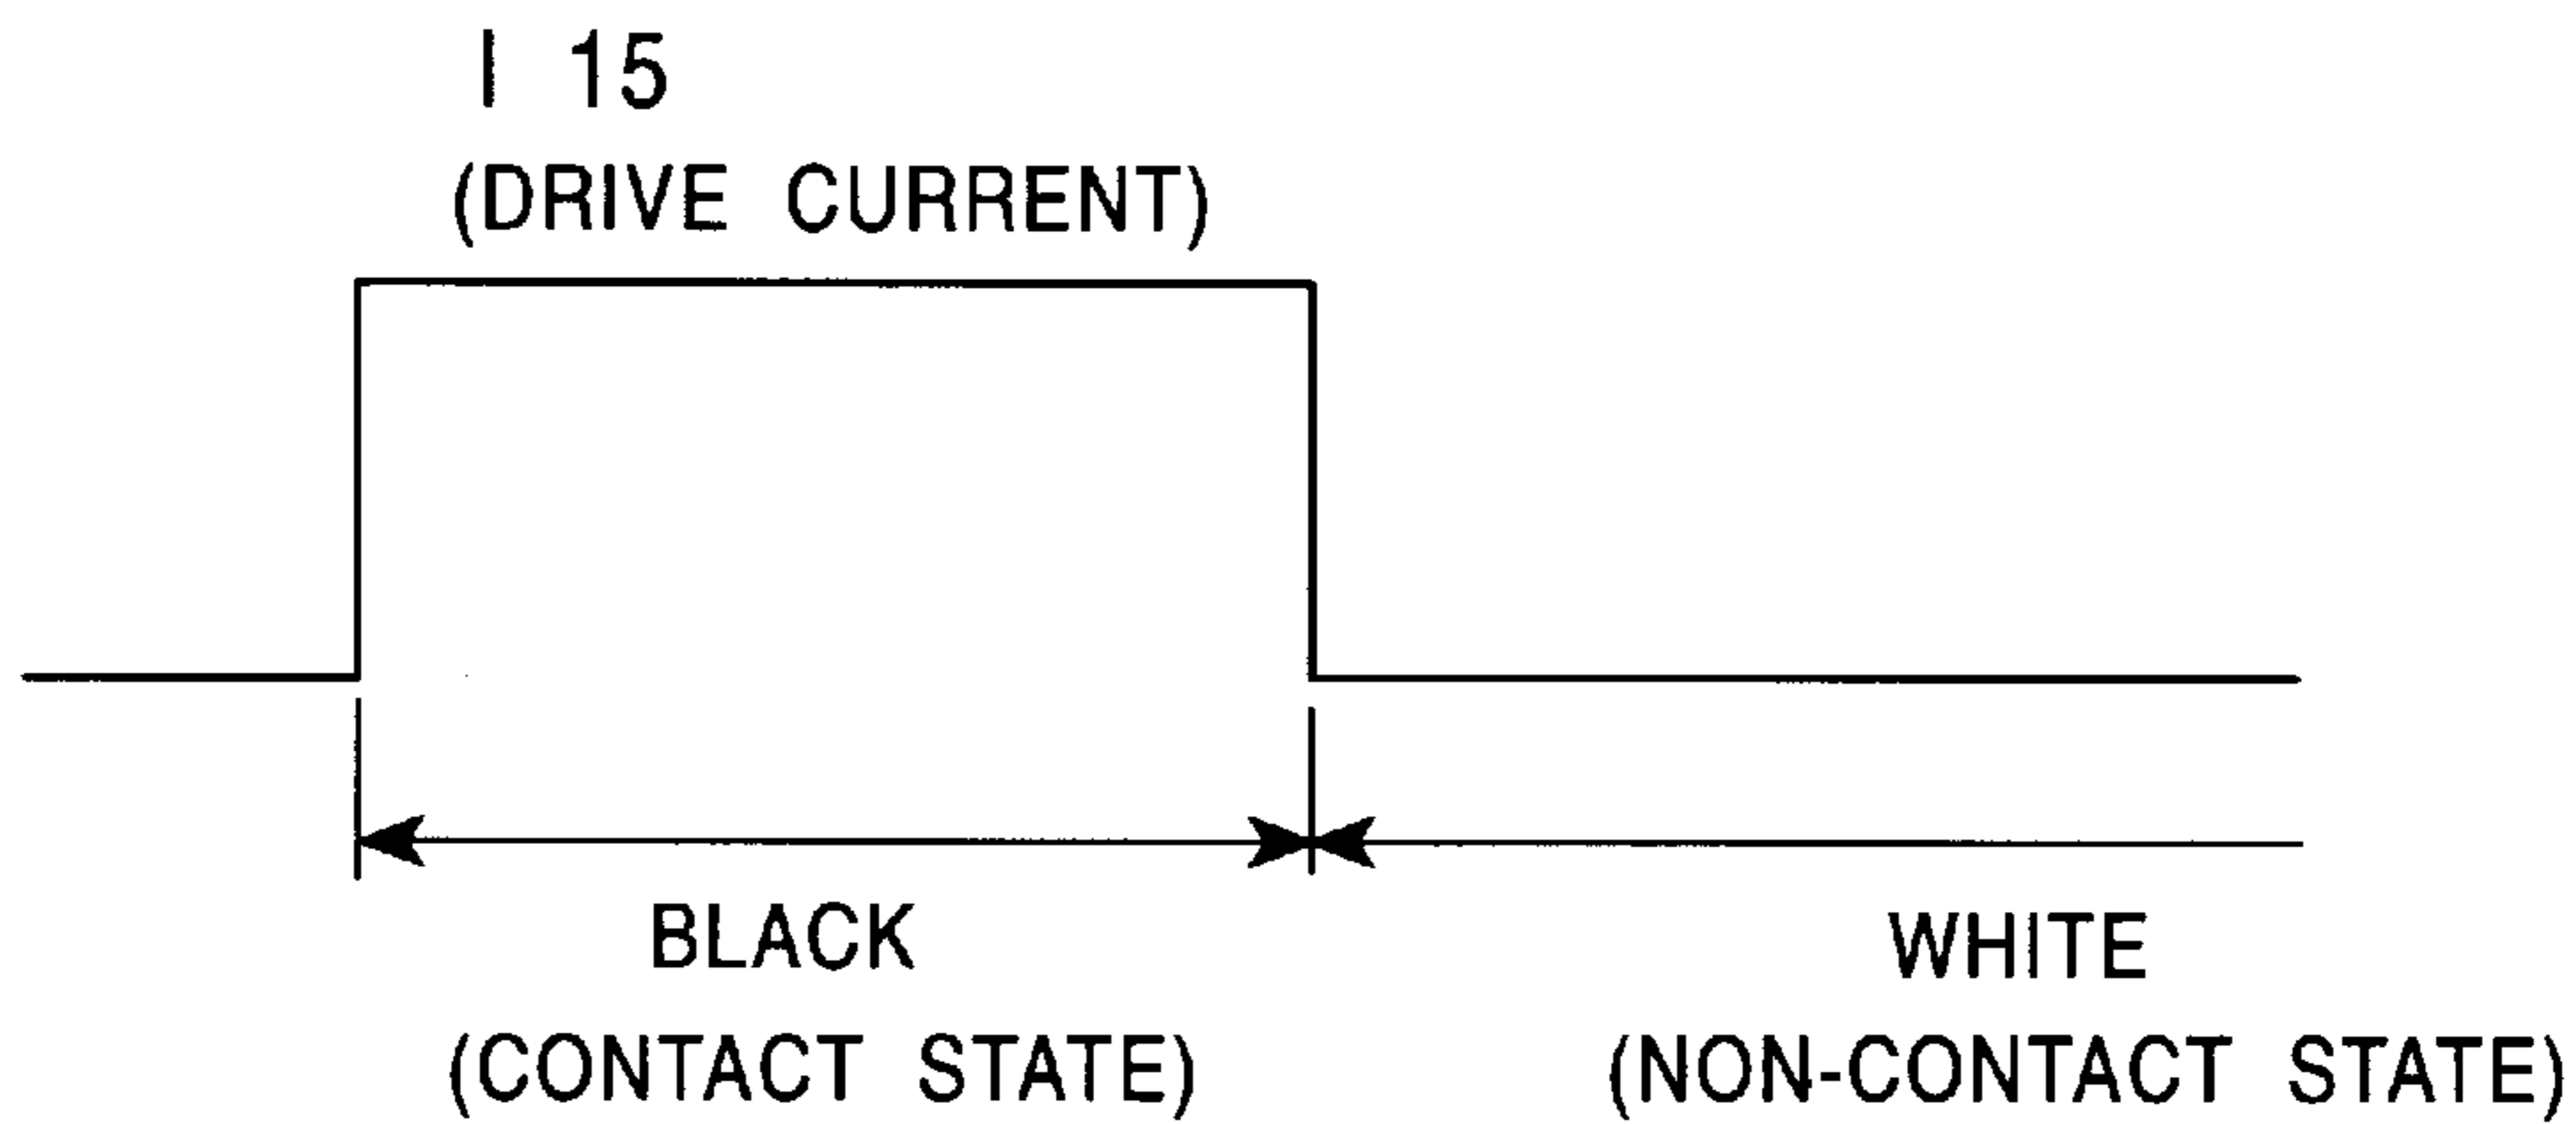 I 15
(DRIVE CURRENT)
BLACK
(CONTACT STATE)
WHITE
(NON-CONTACT STATE)